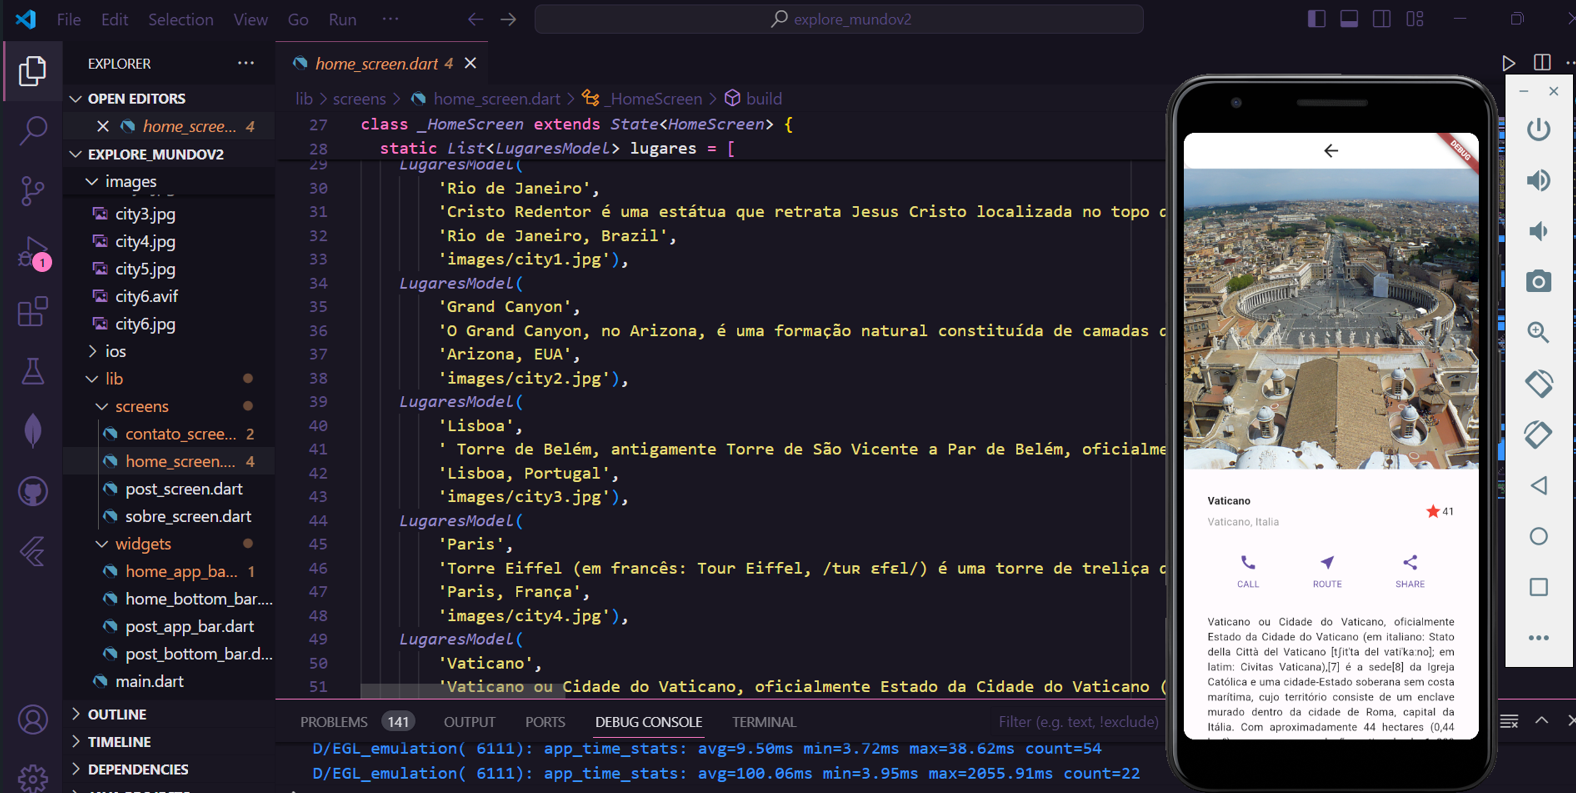 File Edit Selection View Go Run ··· explore_mundov2
EXPLORER ···
OPEN EDITORS
home_scree... 4
EXPLORE_MUNDOV2
images
city3.jpg
city4.jpg
city5.jpg
city6.avif
city6.jpg
ios
lib
screens
contato_scree... 2
home_screen.... 4
post_screen.dart
sobre_screen.dart
widgets
home_app_ba... 1
home_bottom_bar....
post_app_bar.dart
post_bottom_bar.d...
main.dart
OUTLINE
TIMELINE
DEPENDENCIES
1
home_screen.dart 4
lib > screens > home_screen.dart > _HomeScreen > build
27 class _HomeScreen extends State<HomeScreen> {
28 static List<LugaresModel> lugares = [
29 LugaresModel(
30 'Rio de Janeiro',
31 'Cristo Redentor é uma estátua que retrata Jesus Cristo localizada no topo d
32 'Rio de Janeiro, Brazil',
33 'images/city1.jpg'),
34 LugaresModel(
35 'Grand Canyon',
36 'O Grand Canyon, no Arizona, é uma formação natural constituída de camadas d
37 'Arizona, EUA',
38 'images/city2.jpg'),
39 LugaresModel(
40 'Lisboa',
41 ' Torre de Belém, antigamente Torre de São Vicente a Par de Belém, oficialme
42 'Lisboa, Portugal',
43 'images/city3.jpg'),
44 LugaresModel(
45 'Paris',
46 'Torre Eiffel (em francês: Tour Eiffel, /tuʀ ɛfɛl/) é uma torre de treliça d
47 'Paris, França',
48 'images/city4.jpg'),
49 LugaresModel(
50 'Vaticano',
51 'Vaticano ou Cidade do Vaticano, oficialmente Estado da Cidade do Vaticano (
PROBLEMS 141 OUTPUT PORTS DEBUG CONSOLE TERMINAL Filter (e.g. text, !exclude)
D/EGL_emulation( 6111): app_time_stats: avg=9.50ms min=3.72ms max=38.62ms count=54
D/EGL_emulation( 6111): app_time_stats: avg=100.06ms min=3.95ms max=2055.91ms count=22
DEBUG
Vaticano
Vaticano, Italia
41
CALL ROUTE SHARE
Vaticano ou Cidade do Vaticano, oficialmente
Estado da Cidade do Vaticano (em italiano: Stato
della Città del Vaticano [tʃitˈta del vatiˈkaːno]; em
latim: Civitas Vaticana),[7] é a sede[8] da Igreja
Católica e uma cidade-Estado soberana sem costa
marítima, cujo território consiste de um enclave
murado dentro da cidade de Roma, capital da
Itália. Com aproximadamente 44 hectares (0,44